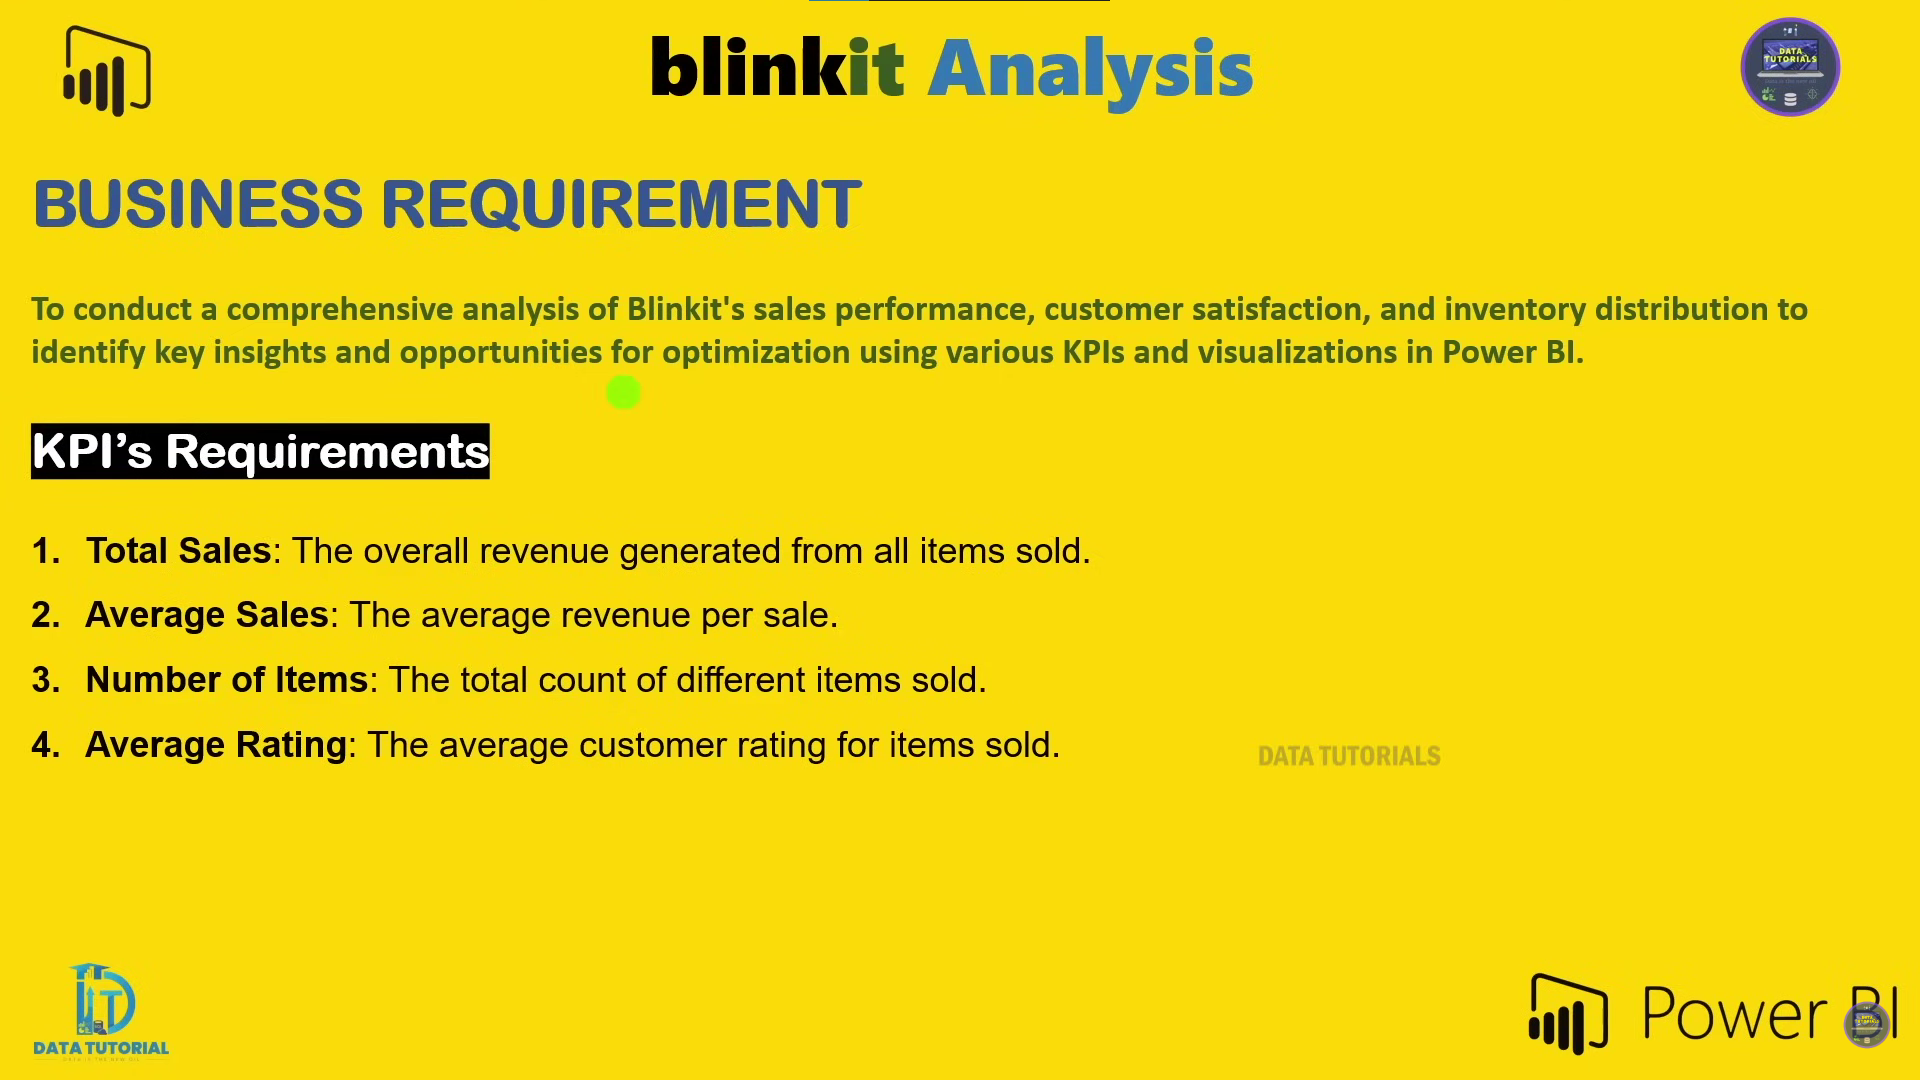 blinkit Analysis
DATA
TUTORIALS
BUSINESS REQUIREMENT
To conduct a comprehensive analysis of Blinkit's sales performance, customer satisfaction, and inventory distribution to
identify key insights and opportunities for optimization using various KPIs and visualizations in Power BI.
KPI’s Requirements
1. Total Sales: The overall revenue generated from all items sold.
2. Average Sales: The average revenue per sale.
3. Number of Items: The total count of different items sold.
4. Average Rating: The average customer rating for items sold.
DATA TUTORIALS
DATA TUTORIAL
Power BI